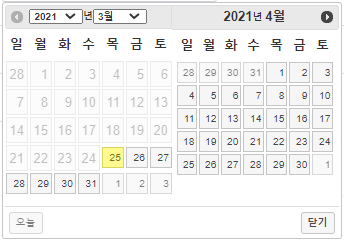 2021 년 3월
일 월 화 수 목 금 토
28 1 2 3 4 5 6
7 8 9 10 11 12 13
14 15 16 17 18 19 20
21 22 23 24 25 26 27
28 29 30 31 1 2 3
2021년 4월
일 월 화 수 목 금 토
28 29 30 31 1 2 3
4 5 6 7 8 9 10
11 12 13 14 15 16 17
18 19 20 21 22 23 24
25 26 27 28 29 30 1
오늘
닫기